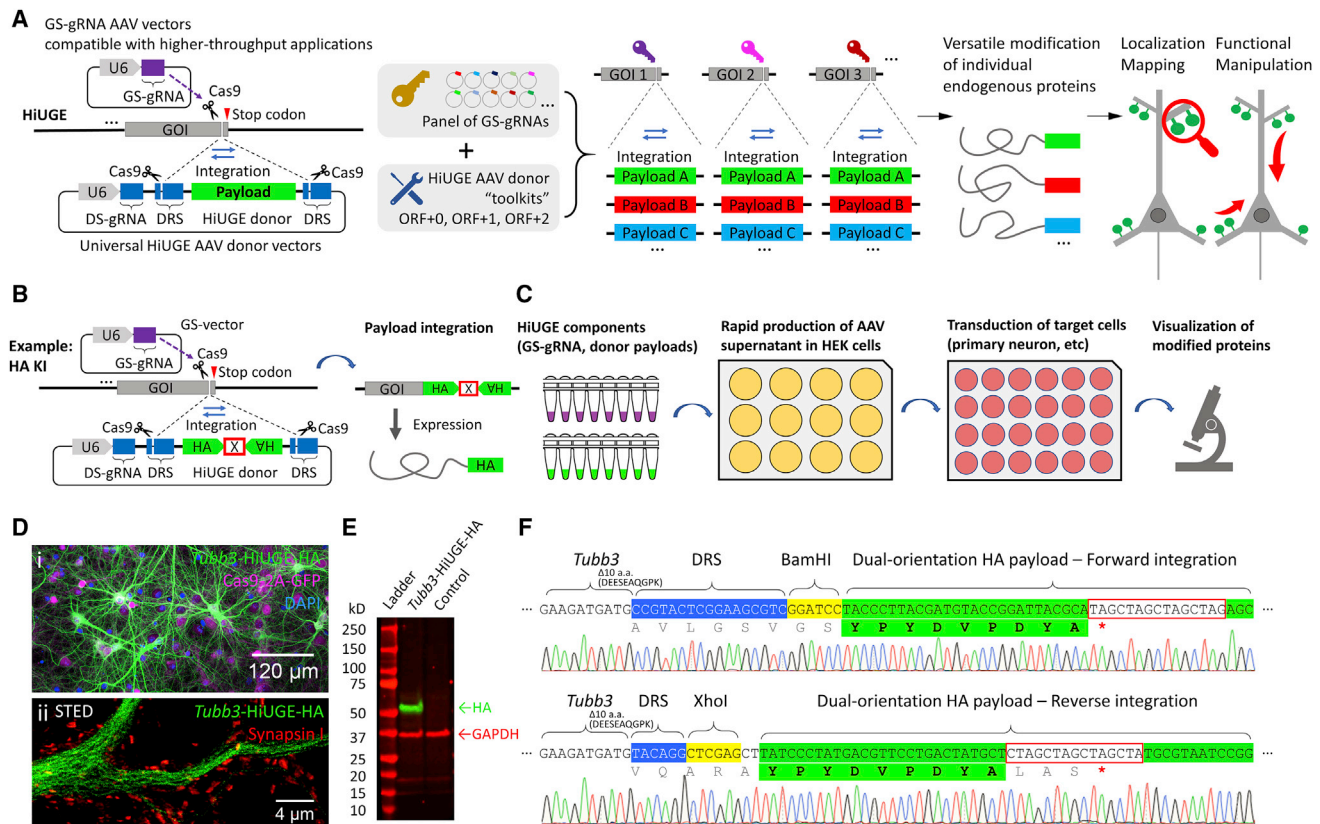 A
GS-gRNA AAV vectors
compatible with higher-throughput applications
U6
GS-gRNA
Cas9
Stop codon
HiUGE
...
GOI
Cas9
Integration
Cas9
U6
Payload
DS-gRNA
DRS
HiUGE donor
DRS
Universal HiUGE AAV donor vectors
...
Panel of GS-gRNAs
+
HiUGE AAV donor
“toolkits”
ORF+0, ORF+1, ORF+2
...
GOI 1
GOI 2
GOI 3
Integration
Integration
Integration
Payload A
Payload A
Payload A
Payload B
Payload B
Payload B
Payload C
Payload C
Payload C
...
...
...
Versatile modification
of individual
endogenous proteins
...
Localization
Mapping
Functional
Manipulation
B
Example:
HA KI
U6
GS-vector
GS-gRNA
Cas9
Stop codon
...
GOI
Cas9
Integration
Cas9
U6
HA
X
HA
DS-gRNA
DRS
HiUGE donor
DRS
Payload integration
GOI
HA
X
HA
Expression
HA
C
HiUGE components
(GS-gRNA, donor payloads)
Rapid production of AAV
supernatant in HEK cells
Transduction of target cells
(primary neuron, etc)
Visualization of
modified proteins
D
i
Tubb3-HiUGE-HA
Cas9-2A-GFP
DAPI
120 µm
ii
STED
Tubb3-HiUGE-HA
Synapsin I
4 µm
E
Ladder
Tubb3-HiUGE-HA
Control
kD
250
150
100
75
50
37
25
20
15
10
←HA
←GAPDH
F
Tubb3
DRS
BamHI
Dual-orientation HA payload – Forward integration
Δ10 a.a.
(DEESEAQGPK)
... GAAGATGATGCCGTACTCGGAAGCGTCGGGATCCTACCCTTACGATGTACCGGATTACGCATAGCTAGCTAGCTAGAGC ...
A V L G S V G S Y P Y D V P D Y A *
Tubb3
DRS
XhoI
Dual-orientation HA payload – Reverse integration
Δ10 a.a.
(DEESEAQGPK)
... GAAGATGATGTACAGGCTCGAGCTTATCCCTATGACGTTCCTGACTATGCTCTAGCTAGCTAGCTATGCGTAATCCGG ...
V Q A R A Y P Y D V P D Y A L A S *